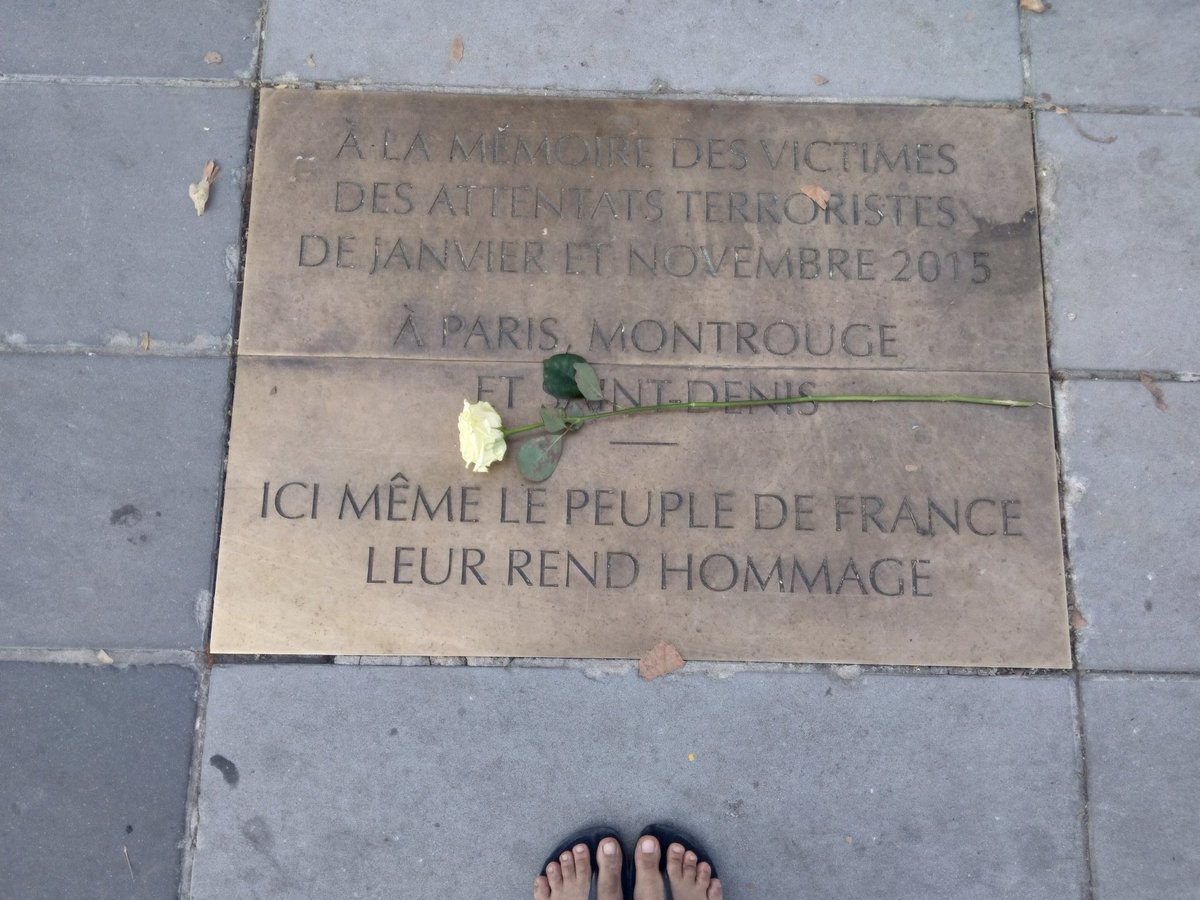 À LA MÉMOIRE DES VICTIMES
DES ATTENTATS TERRORISTES
DE JANVIER ET NOVEMBRE 2015
À PARIS, MONTROUGE
ET SAINT-DENIS
ICI MÊME LE PEUPLE DE FRANCE
LEUR REND HOMMAGE